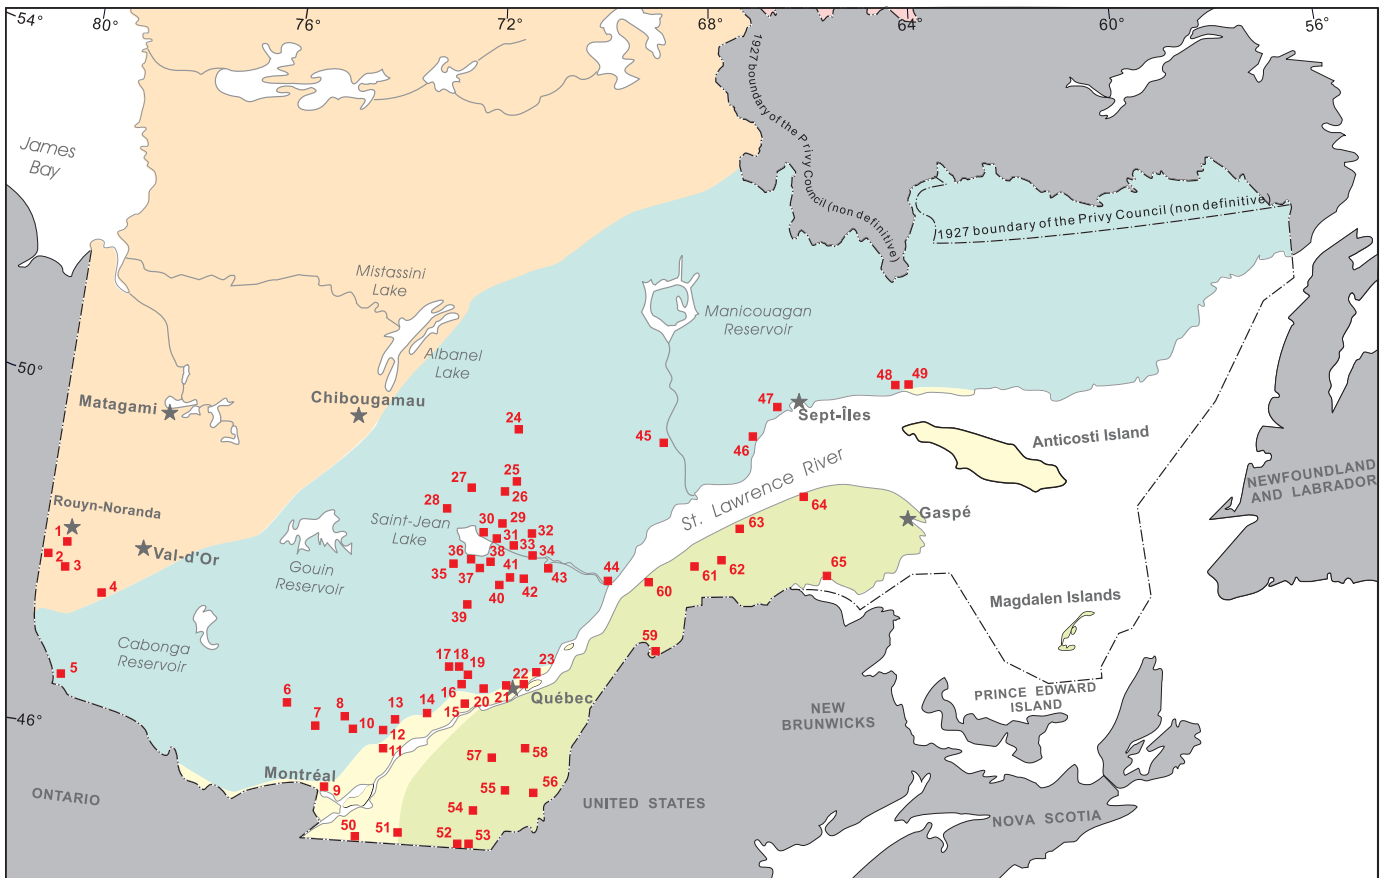 54°
80°
76°
72°
68°
64°
60°
56°
50°
46°
James
Bay
1927 boundary of the Privy Council (non definitive)
1927 boundary of the Privy Council (non definitive)
Mistassini
Lake
Albanel
Lake
Manicouagan
Reservoir
Matagami
Chibougamau
Sept-Îles
Anticosti Island
NEWFOUNDLAND
AND LABRADOR
Rouyn-Noranda
Val-d'Or
Gouin
Reservoir
Saint-Jean
Lake
St. Lawrence River
Gaspé
Magdalen Islands
Cabonga
Reservoir
Québec
Montréal
ONTARIO
UNITED STATES
NEW
BRUNWICKS
PRINCE EDWARD
ISLAND
NOVA SCOTIA
1
2
3
4
5
6
7
8
9
10
11
12
13
14
15
16
17
18
19
20
21
22
23
24
25
26
27
28
29
30
31
32
33
34
35
36
37
38
39
40
41
42
43
44
45
46
47
48
49
50
51
52
53
54
55
56
57
58
59
60
61
62
63
64
65